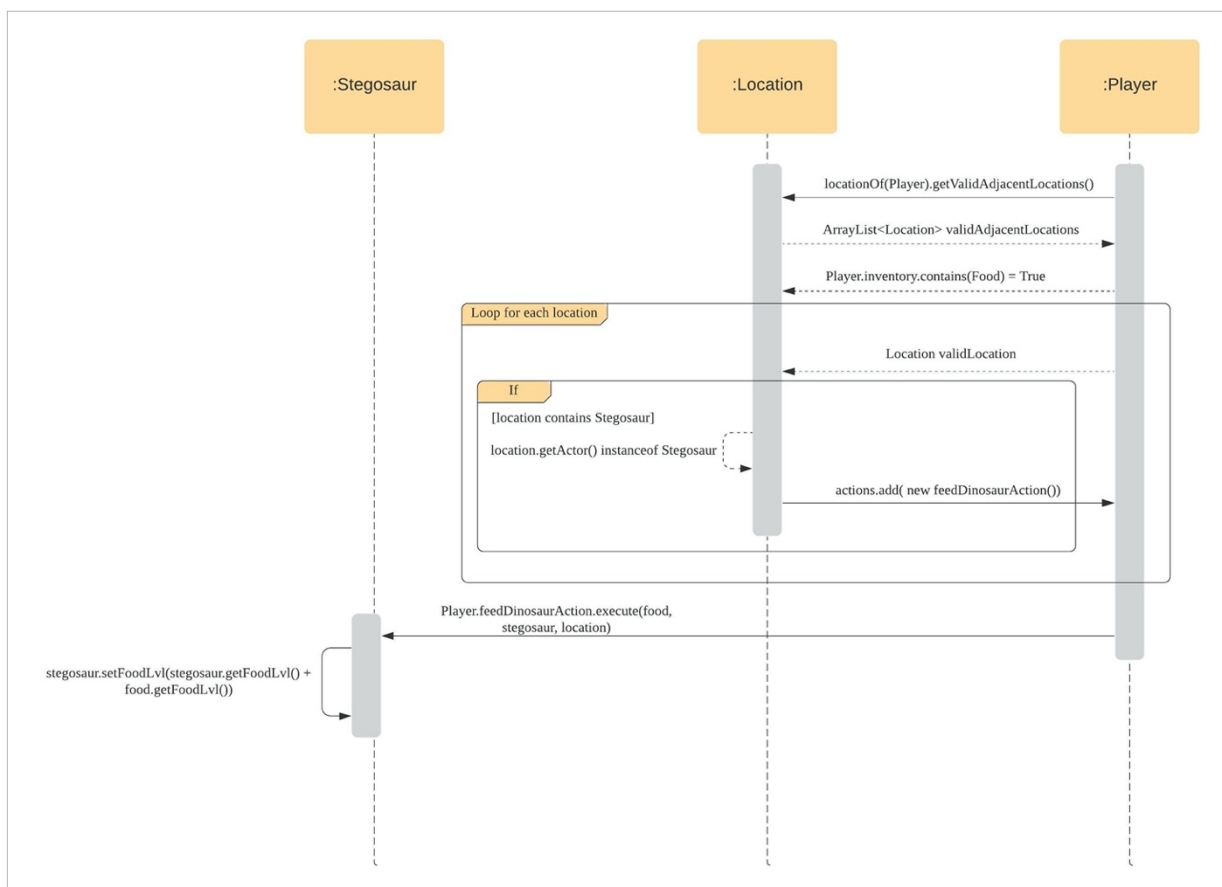 :Stegosaur
:Location
:Player
locationOf(Player).getValidAdjacentLocations()
ArrayList<Location> validAdjacentLocations
Player.inventory.contains(Food) = True
Loop for each location
Location validLocation
If
[location contains Stegosaur]
location.getActor() instanceof Stegosaur
actions.add( new feedDinosaurAction())
Player.feedDinosaurAction.execute(food,
stegosaur, location)
stegosaur.setFoodLvl(stegosaur.getFoodLvl() +
food.getFoodLvl())